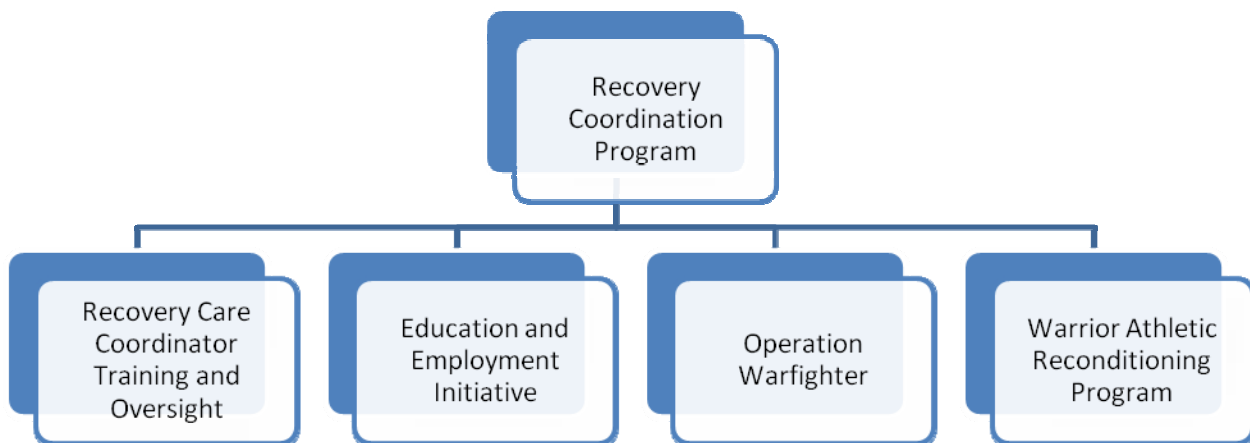 Recovery
Coordination
Program
Recovery Care
Coordinator
Training and
Oversight
Education and
Employment
Initiative
Operation
Warfighter
Warrior Athletic
Reconditioning
Program